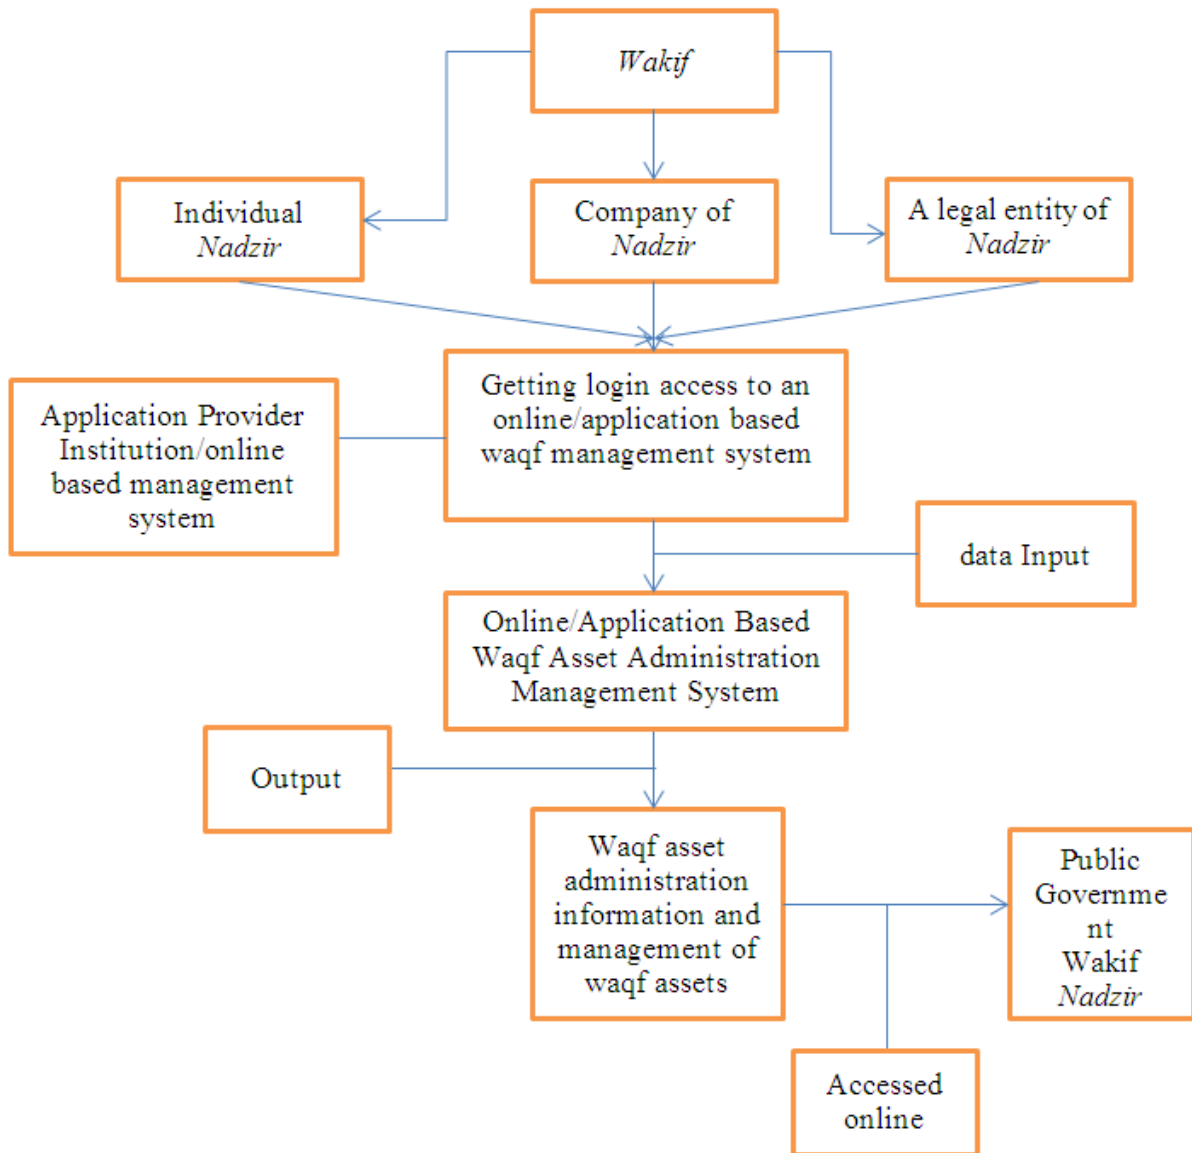 Wakif
Individual
Nadzir
Company of
Nadzir
A legal entity of
Nadzir
Getting login access to an
online/application based
waqf management system
Application Provider
Institution/online
based management
system
data Input
Online/Application Based
Waqf Asset Administration
Management System
Output
Waqf asset
administration
information and
management of
waqf assets
Public
Governme
nt
Wakif
Nadzir
Accessed
online